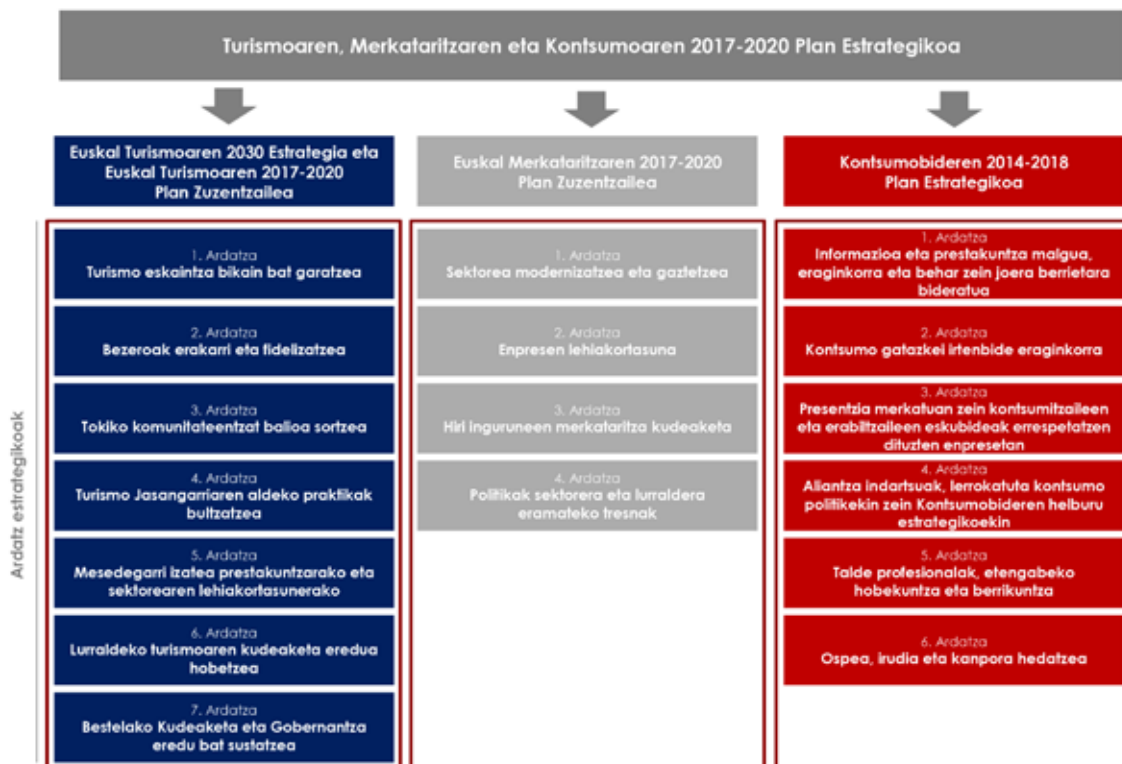 Turismoaren, Merkataritzaren eta Kontsumoaren 2017-2020 Plan Estrategikoa
Euskal Turismoaren 2030 Estrategia eta
Euskal Turismoaren 2017-2020
Plan Zuzentzailea
Euskal Merkataritzaren 2017-2020
Plan Zuzentzailea
Kontsumobideren 2014-2018
Plan Estrategikoa
Ardatz estrategikoak
1. Ardatza
Turismo eskaintza bikain bat garatzea
2. Ardatza
Bezeroak erakarri eta fidelizatzea
3. Ardatza
Tokiko komunitateentzat balioa sortzea
4. Ardatza
Turismo Jasangarriaren aldeko praktikak
bultzatzea
5. Ardatza
Mesedegarri izatea prestakuntzarako eta
sektorearen lehiakortasunerako
6. Ardatza
Lurraldeko turismoaren kudeaketa eredua
hobetzea
7. Ardatza
Bestelako Kudeaketa eta Gobernantza
eredu bat sustatzea
1. Ardatza
Sektorea modernizatzea eta gaztetzea
2. Ardatza
Enpresen lehiakortasuna
3. Ardatza
Hiri inguruneen merkataritza kudeaketa
4. Ardatza
Politikak sektorera eta lurraldera
eramateko tresnak
1. Ardatza
Informazioa eta prestakuntza malgua,
eraginkorra eta behar zein joera berrietara
bideratua
2. Ardatza
Kontsumo gatazkei irtenbide eraginkorra
3. Ardatza
Presentzia merkatuan zein kontsumitzaileen
eta erabiltzaileen eskubideak errespetatzen
dituzten enpresetan
4. Ardatza
Aliantza indartsuak, lerrokatuta kontsumo
politikekin zein Kontsumobideren helburu
estrategikoekin
5. Ardatza
Talde profesionalak, etengabeko
hobekuntza eta berrikuntza
6. Ardatza
Ospea, irudia eta kanpora hedatzea